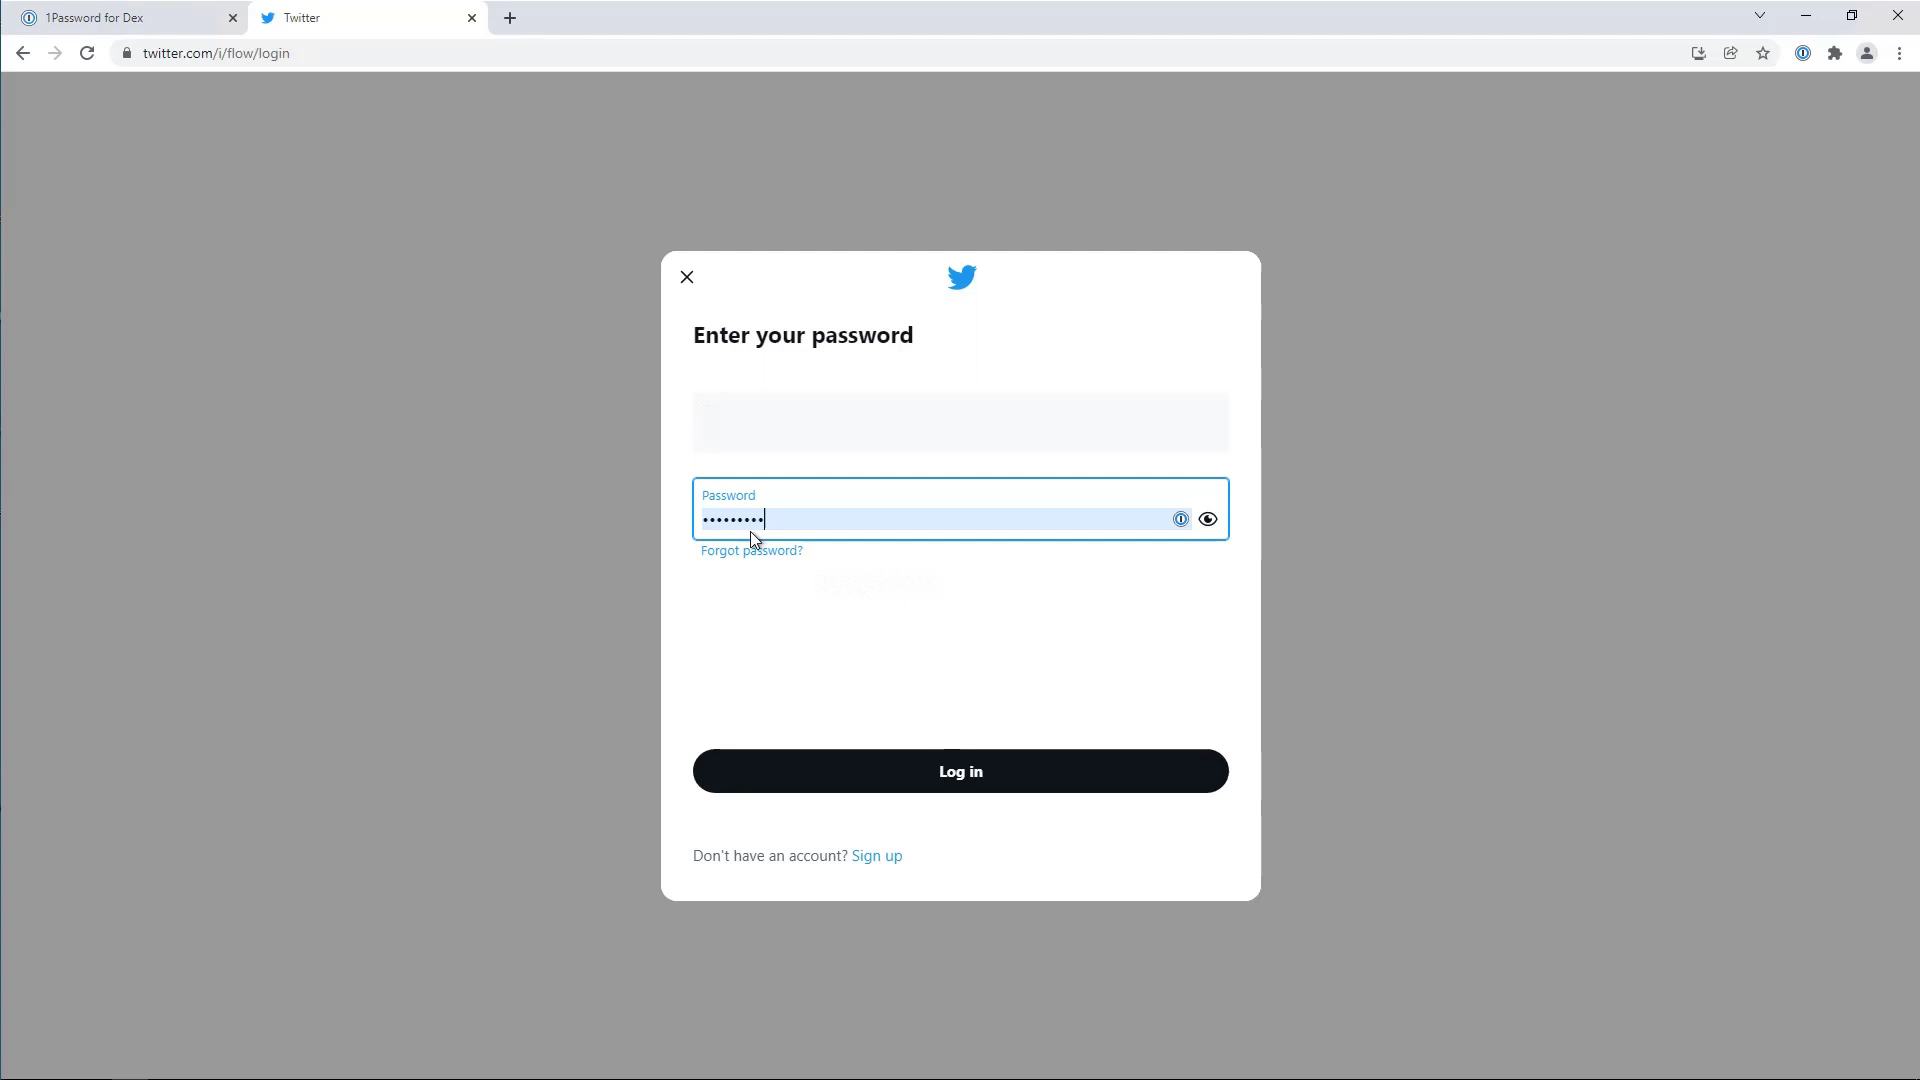 1Password for Dex
Twitter
twitter.com/i/flow/login
Enter your password
Password
•••••••••
Forgot password?
Log in
Don't have an account? Sign up